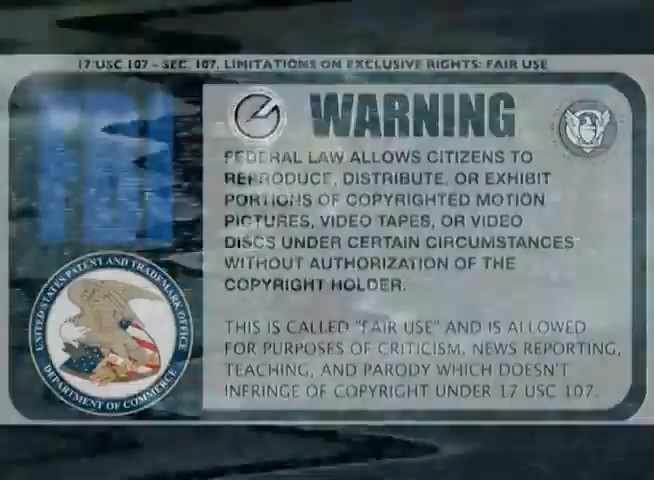 17 USC 107 - SEC. 107. LIMITATIONS ON EXCLUSIVE RIGHTS: FAIR USE
FBI
WARNING
FEDERAL LAW ALLOWS CITIZENS TO
REPRODUCE, DISTRIBUTE, OR EXHIBIT
PORTIONS OF COPYRIGHTED MOTION
PICTURES, VIDEO TAPES, OR VIDEO
DISCS UNDER CERTAIN CIRCUMSTANCES
WITHOUT AUTHORIZATION OF THE
COPYRIGHT HOLDER.
THIS IS CALLED "FAIR USE" AND IS ALLOWED
FOR PURPOSES OF CRITICISM, NEWS REPORTING,
TEACHING, AND PARODY WHICH DOESN'T
INFRINGE OF COPYRIGHT UNDER 17 USC 107.
UNITED STATES PATENT AND TRADEMARK OFFICE
DEPARTMENT OF COMMERCE